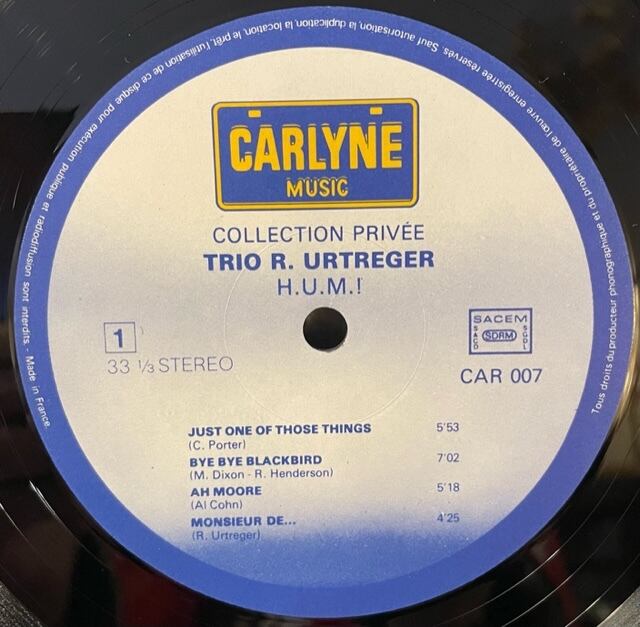 Tous droits du producteur phonographique et du propriétaire de l'œuvre enregistrée réservés. Sauf autorisation la duplication, la location, le prêt, l'utilisation de ce disque pour exécution publique et radiodiffusion sont interdits - Made in France.
CARLYNE
MUSIC
COLLECTION PRIVÉE
TRIO R. URTREGER
H.U.M.!
1
33 1/3 STEREO
SACEM
SACD SDRM SGDL
CAR 007
JUST ONE OF THOSE THINGS 5'53
(C. Porter)
BYE BYE BLACKBIRD 7'02
(M. Dixon - R. Henderson)
AH MOORE 5'18
(Al Cohn)
MONSIEUR DE... 4'25
(R. Urtreger)